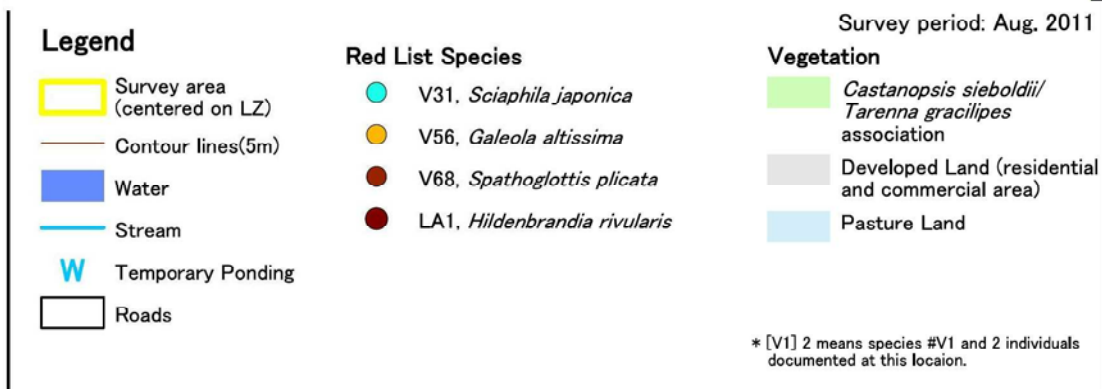 Survey period: Aug. 2011
Legend
Survey area
(centered on LZ)
Contour lines(5m)
Water
Stream
W Temporary Ponding
Roads
Red List Species
V31, Sciaphila japonica
V56, Galeola altissima
V68, Spathoglottis plicata
LA1, Hildenbrandia rivularis
Vegetation
Castanopsis sieboldii/
Tarenna gracilipes
association
Developed Land (residential
and commercial area)
Pasture Land
* [V1] 2 means species #V1 and 2 individuals
documented at this locaion.